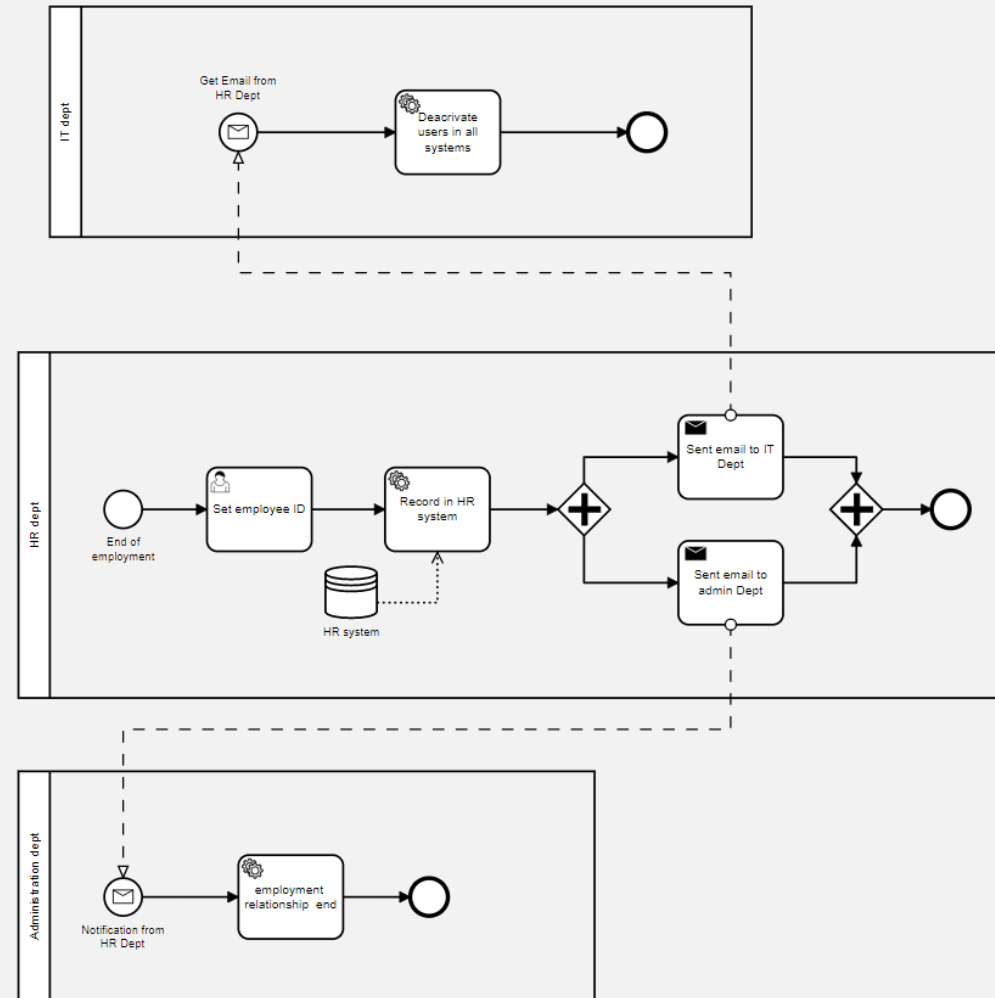 IT dept
Get Email from
HR Dept
Deacrivate
users in all
systems
HR dept
End of
employment
Set employee ID
Record in HR
system
HR system
Sent email to IT
Dept
Sent email to
admin Dept
Administration dept
Notification from
HR Dept
employment
relationship end